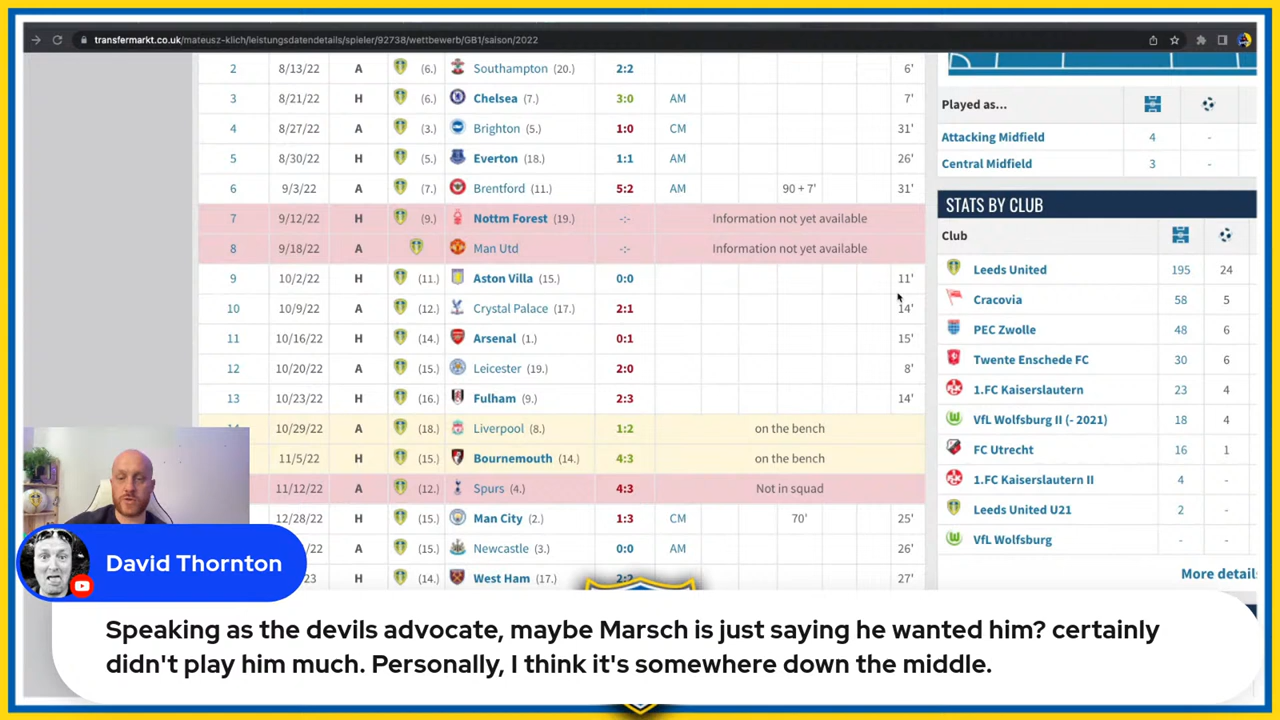 transfermarkt.co.uk/mateusz-klich/leistungsdatendetails/spieler/92738/wettbewerb/GB1/saison/2022
2 8/13/22 A (6.) Southampton (20.) 2:2 6'
3 8/21/22 H (6.) Chelsea (7.) 3:0 AM 7'
4 8/27/22 A (3.) Brighton (5.) 1:0 CM 31'
5 8/30/22 H (5.) Everton (18.) 1:1 AM 26'
6 9/3/22 A (7.) Brentford (11.) 5:2 AM 90 + 7' 31'
7 9/12/22 H (9.) Nottm Forest (19.) -:- Information not yet available
8 9/18/22 A Man Utd -:- Information not yet available
9 10/2/22 H (11.) Aston Villa (15.) 0:0 11'
10 10/9/22 A (12.) Crystal Palace (17.) 2:1 14'
11 10/16/22 H (14.) Arsenal (1.) 0:1 15'
12 10/20/22 A (15.) Leicester (19.) 2:0 8'
13 10/23/22 H (16.) Fulham (9.) 2:3 14'
10/29/22 A (18.) Liverpool (8.) 1:2 on the bench
11/5/22 H (15.) Bournemouth (14.) 4:3 on the bench
11/12/22 A (12.) Spurs (4.) 4:3 Not in squad
12/28/22 H (15.) Man City (2.) 1:3 CM 70' 25'
/22 A (15.) Newcastle (3.) 0:0 AM 26'
23 H (14.) West Ham (17.) 2:2 27'
Played as...
Attacking Midfield 4 -
Central Midfield 3 -
STATS BY CLUB
Club
Leeds United 195 24
Cracovia 58 5
PEC Zwolle 48 6
Twente Enschede FC 30 6
1.FC Kaiserslautern 23 4
VfL Wolfsburg II (- 2021) 18 4
FC Utrecht 16 1
1.FC Kaiserslautern II 4 -
Leeds United U21 2 -
VfL Wolfsburg - -
More detail
David Thornton
Speaking as the devils advocate, maybe Marsch is just saying he wanted him? certainly
didn't play him much. Personally, I think it's somewhere down the middle.